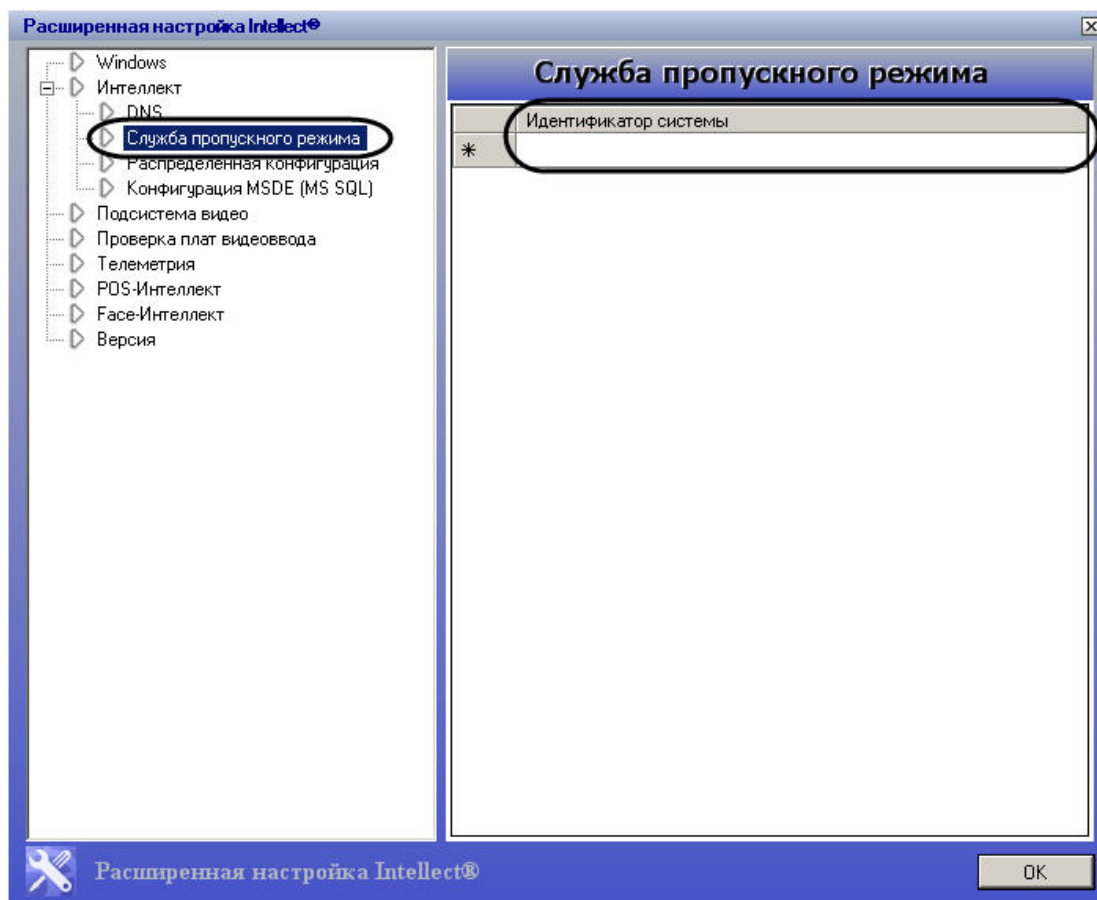 Расширенная настройка Intellect®
Windows
Интеллект
DNS
Служба пропускного режима
Распределенная конфигурация
Конфигурация MSDE (MS SQL)
Подсистема видео
Проверка плат видеоввода
Телеметрия
POS-Интеллект
Face-Интеллект
Версия
Служба пропускного режима
Идентификатор системы
Расширенная настройка Intellect®
OK